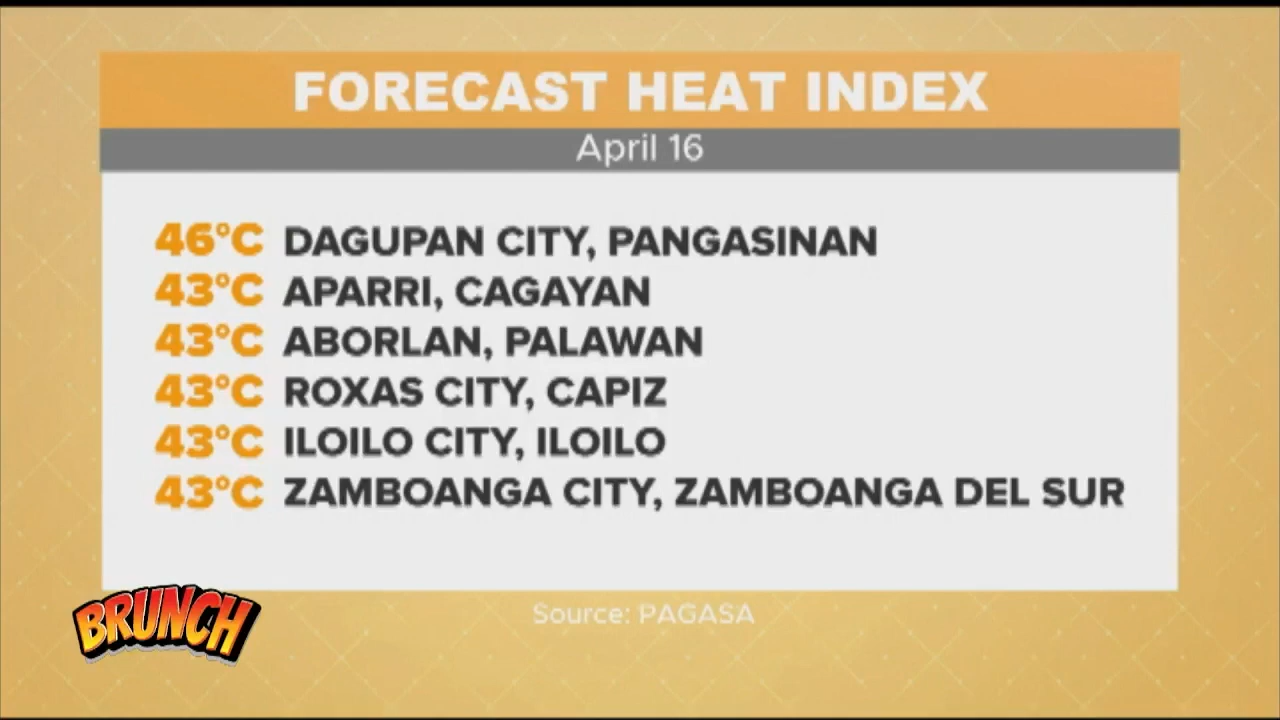 FORECAST HEAT INDEX
April 16
46°C DAGUPAN CITY, PANGASINAN
43°C APARRI, CAGAYAN
43°C ABORLAN, PALAWAN
43°C ROXAS CITY, CAPIZ
43°C ILOILO CITY, ILOILO
43°C ZAMBOANGA CITY, ZAMBOANGA DEL SUR
Source: PAGASA
BRUNCH